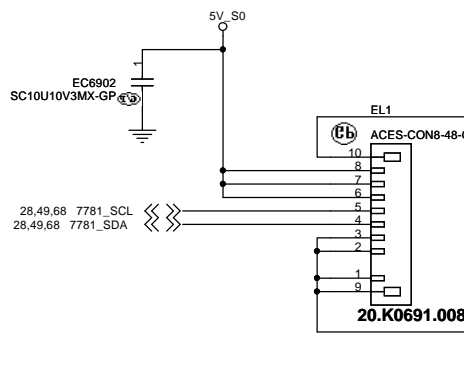 5V_S0
1
EC6902
SC10U10V3MX-GP
EL1
ACES-CON8-48-
10
8
7
6
28,49,68 7781_SCL 5
28,49,68 7781_SDA 4
3
2
1
9
20.K0691.008